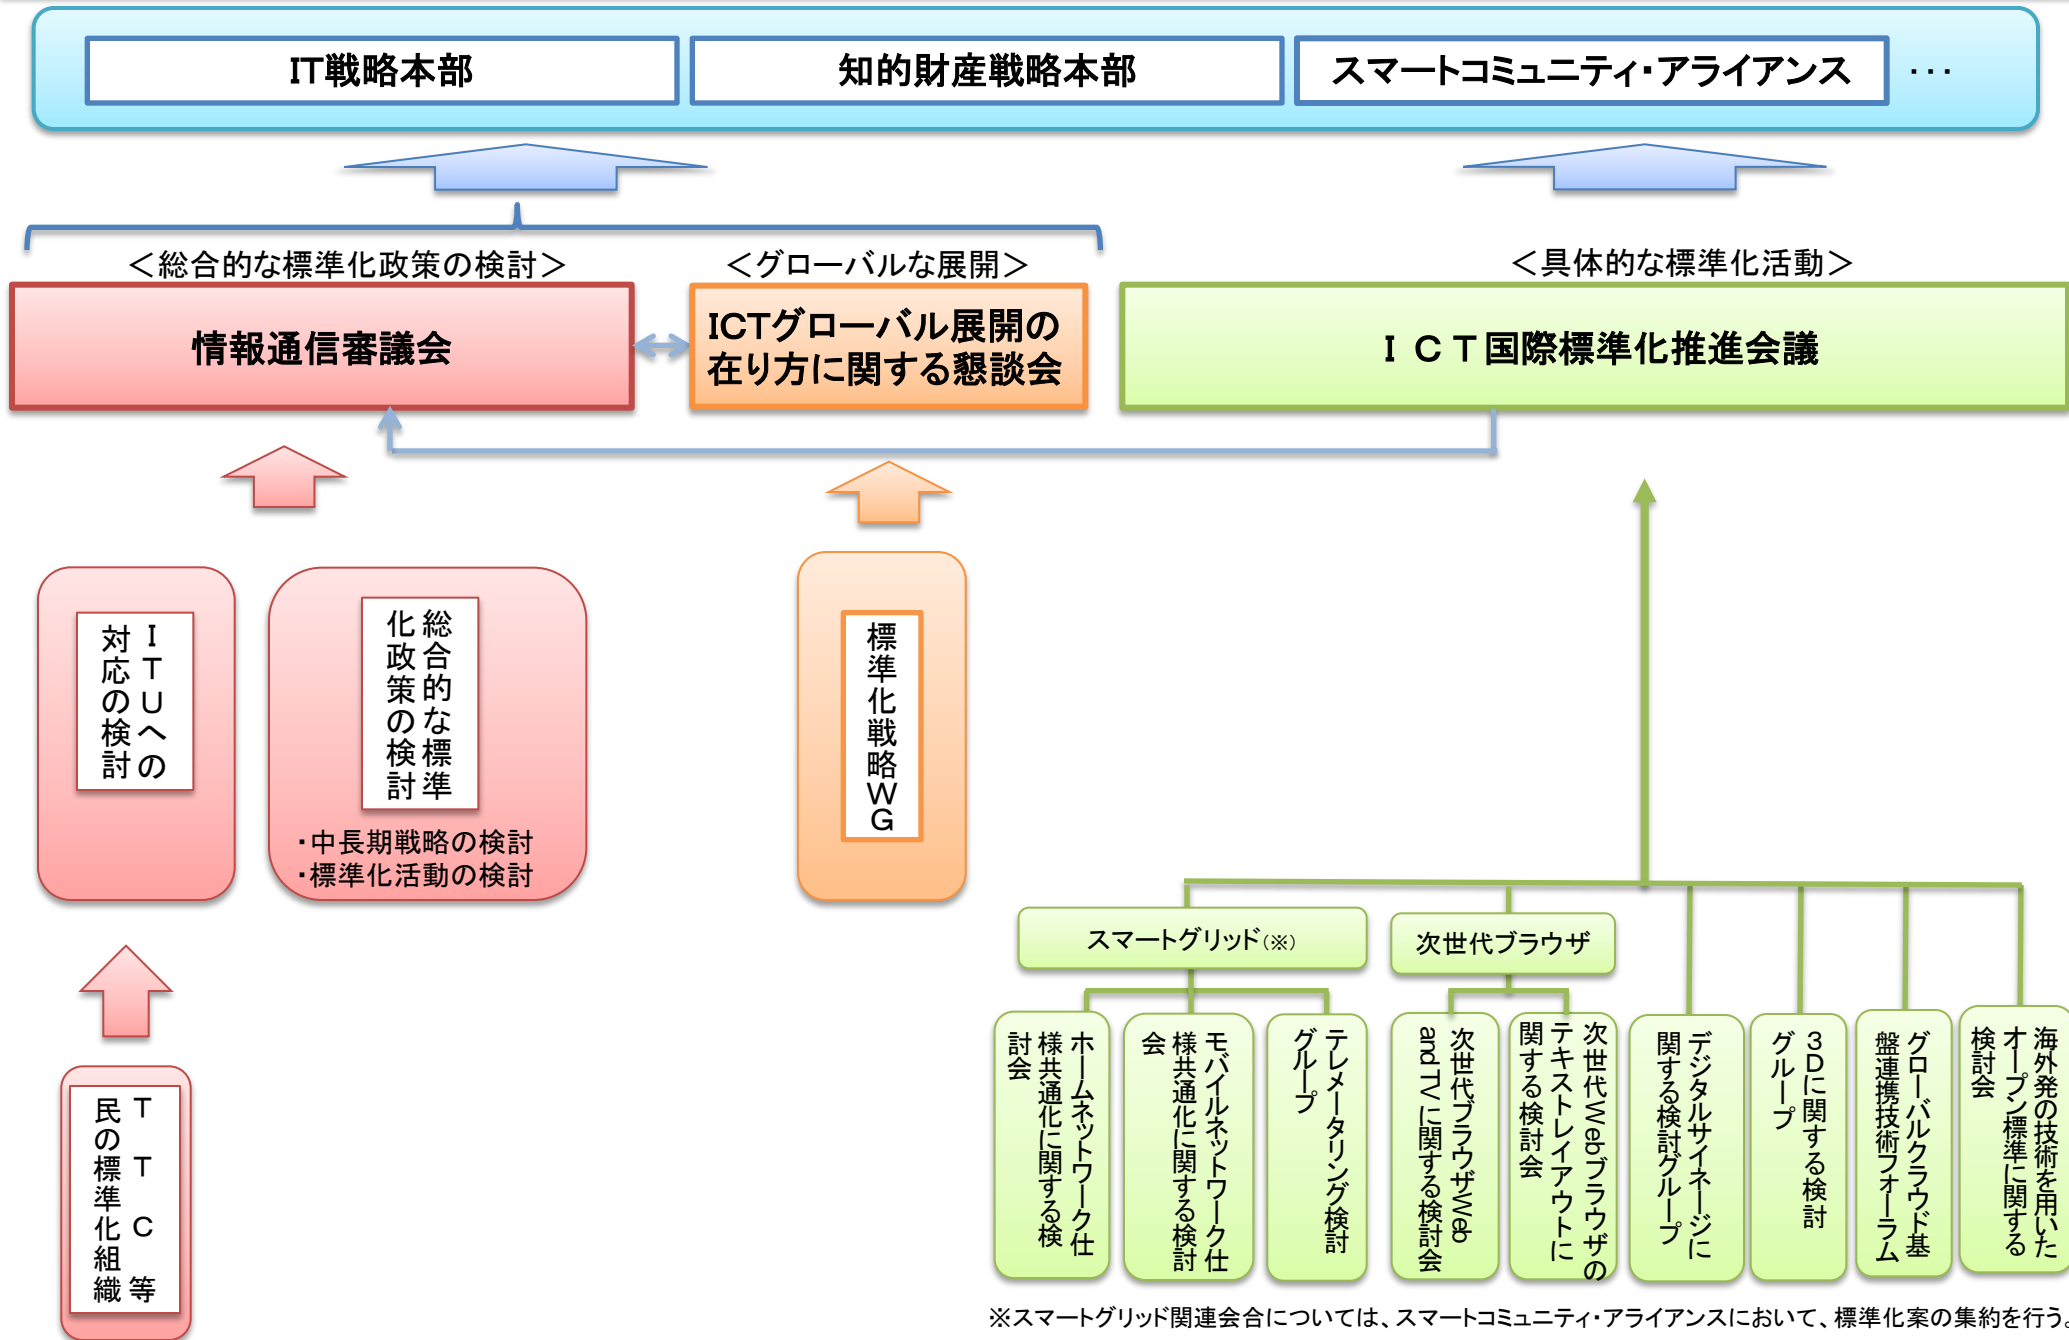 IT戦略本部
知的財産戦略本部
スマートコミュニティ・アライアンス
・・・
＜総合的な標準化政策の検討＞
＜グローバルな展開＞
＜具体的な標準化活動＞
情報通信審議会
ICTグローバル展開の
在り方に関する懇談会
ＩＣＴ国際標準化推進会議
ＩＴＵへの
対応の検討
総合的な標準
化政策の検討
・中長期戦略の検討
・標準化活動の検討
標準化戦略ＷＧ
ＴＴＣ等
民の標準化組織
スマートグリッド（※）
次世代ブラウザ
ホームネットワーク仕
様共通化に関する検
討会
モバイルネットワーク仕
様共通化に関する検討
会
テレメータリング検討
グループ
次世代ブラウザWeb
and TVに関する検討会
次世代Webブラウザの
テキストレイアウトに
関する検討会
デジタルサイネージに
関する検討グループ
３Ｄに関する検討
グループ
グローバルクラウド基
盤連携技術フォーラム
海外発の技術を用いた
オープン標準に関する
検討会
※スマートグリッド関連会合については、スマートコミュニティ・アライアンスにおいて、標準化案の集約を行う。